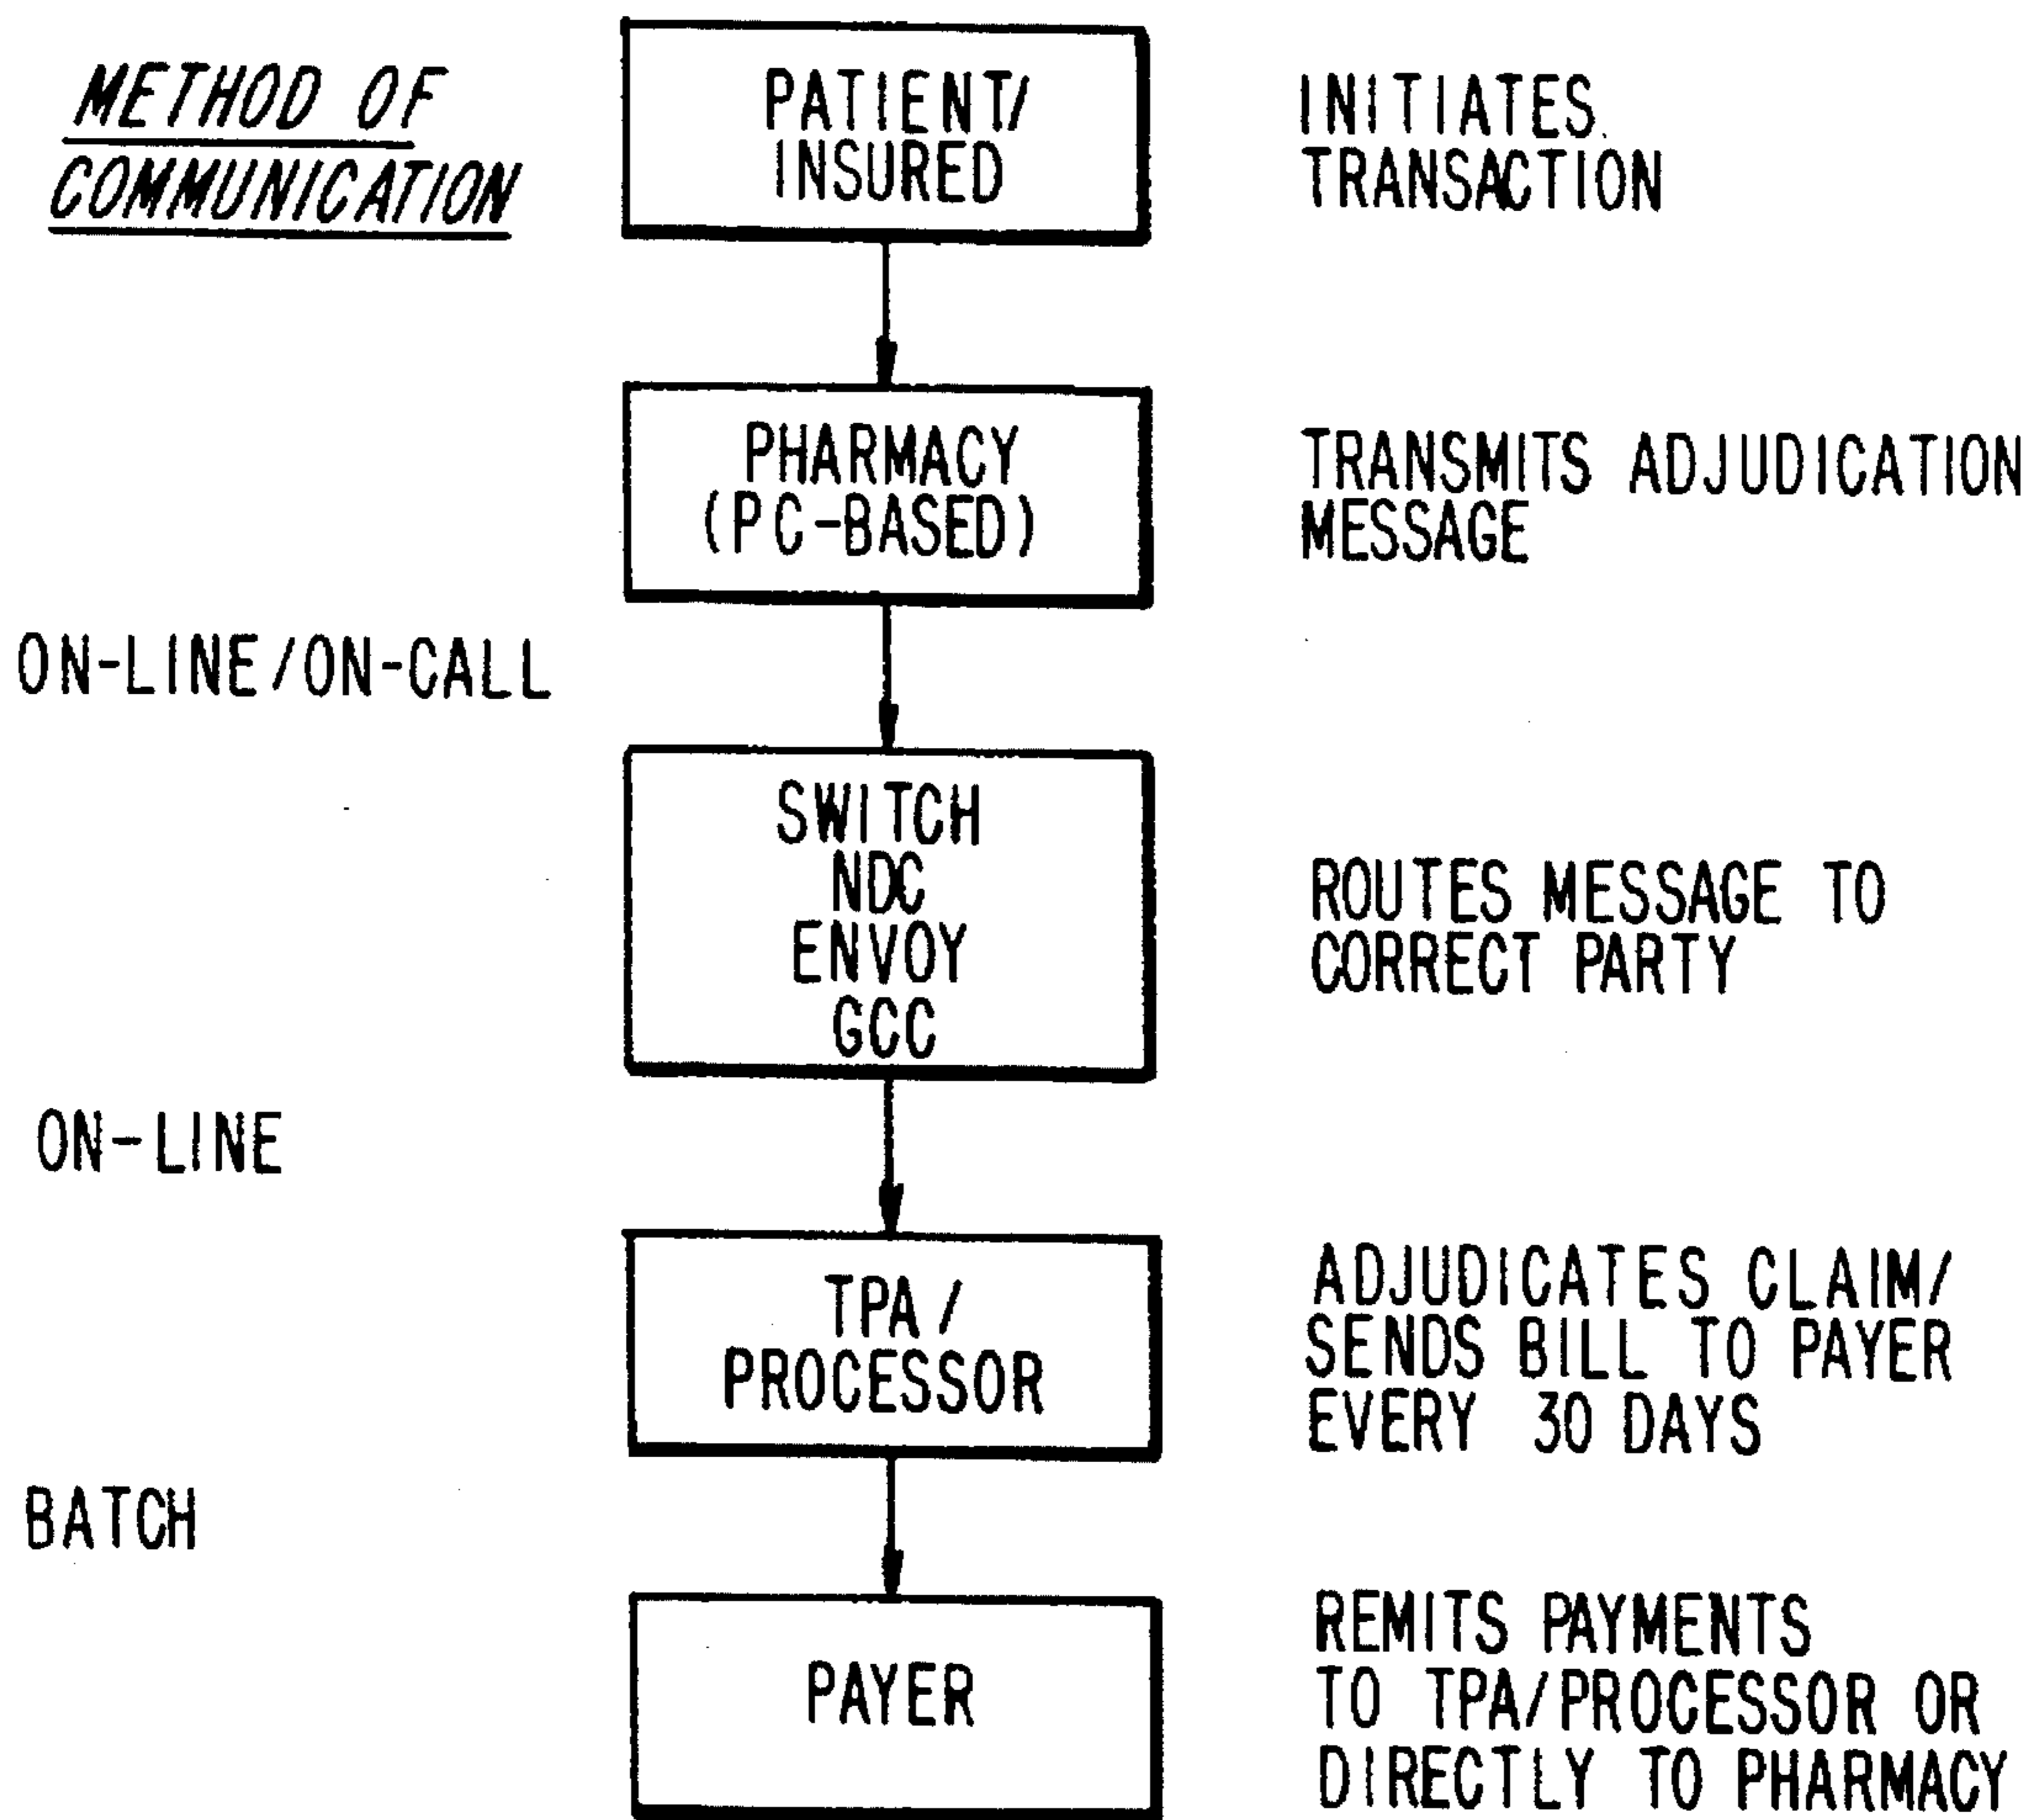 METHOD OF
COMMUNICATION
PATIENT/
INSURED
INITIATES
TRANSACTION
PHARMACY
(PC-BASED)
TRANSMITS ADJUDICATION
MESSAGE
ON-LINE/ON-CALL
SWITCH
NDC
ENVOY
GCC
ROUTES MESSAGE TO
CORRECT PARTY
ON-LINE
TPA/
PROCESSOR
ADJUDICATES CLAIM/
SENDS BILL TO PAYER
EVERY 30 DAYS
BATCH
PAYER
REMITS PAYMENTS
TO TPA/PROCESSOR OR
DIRECTLY TO PHARMACY